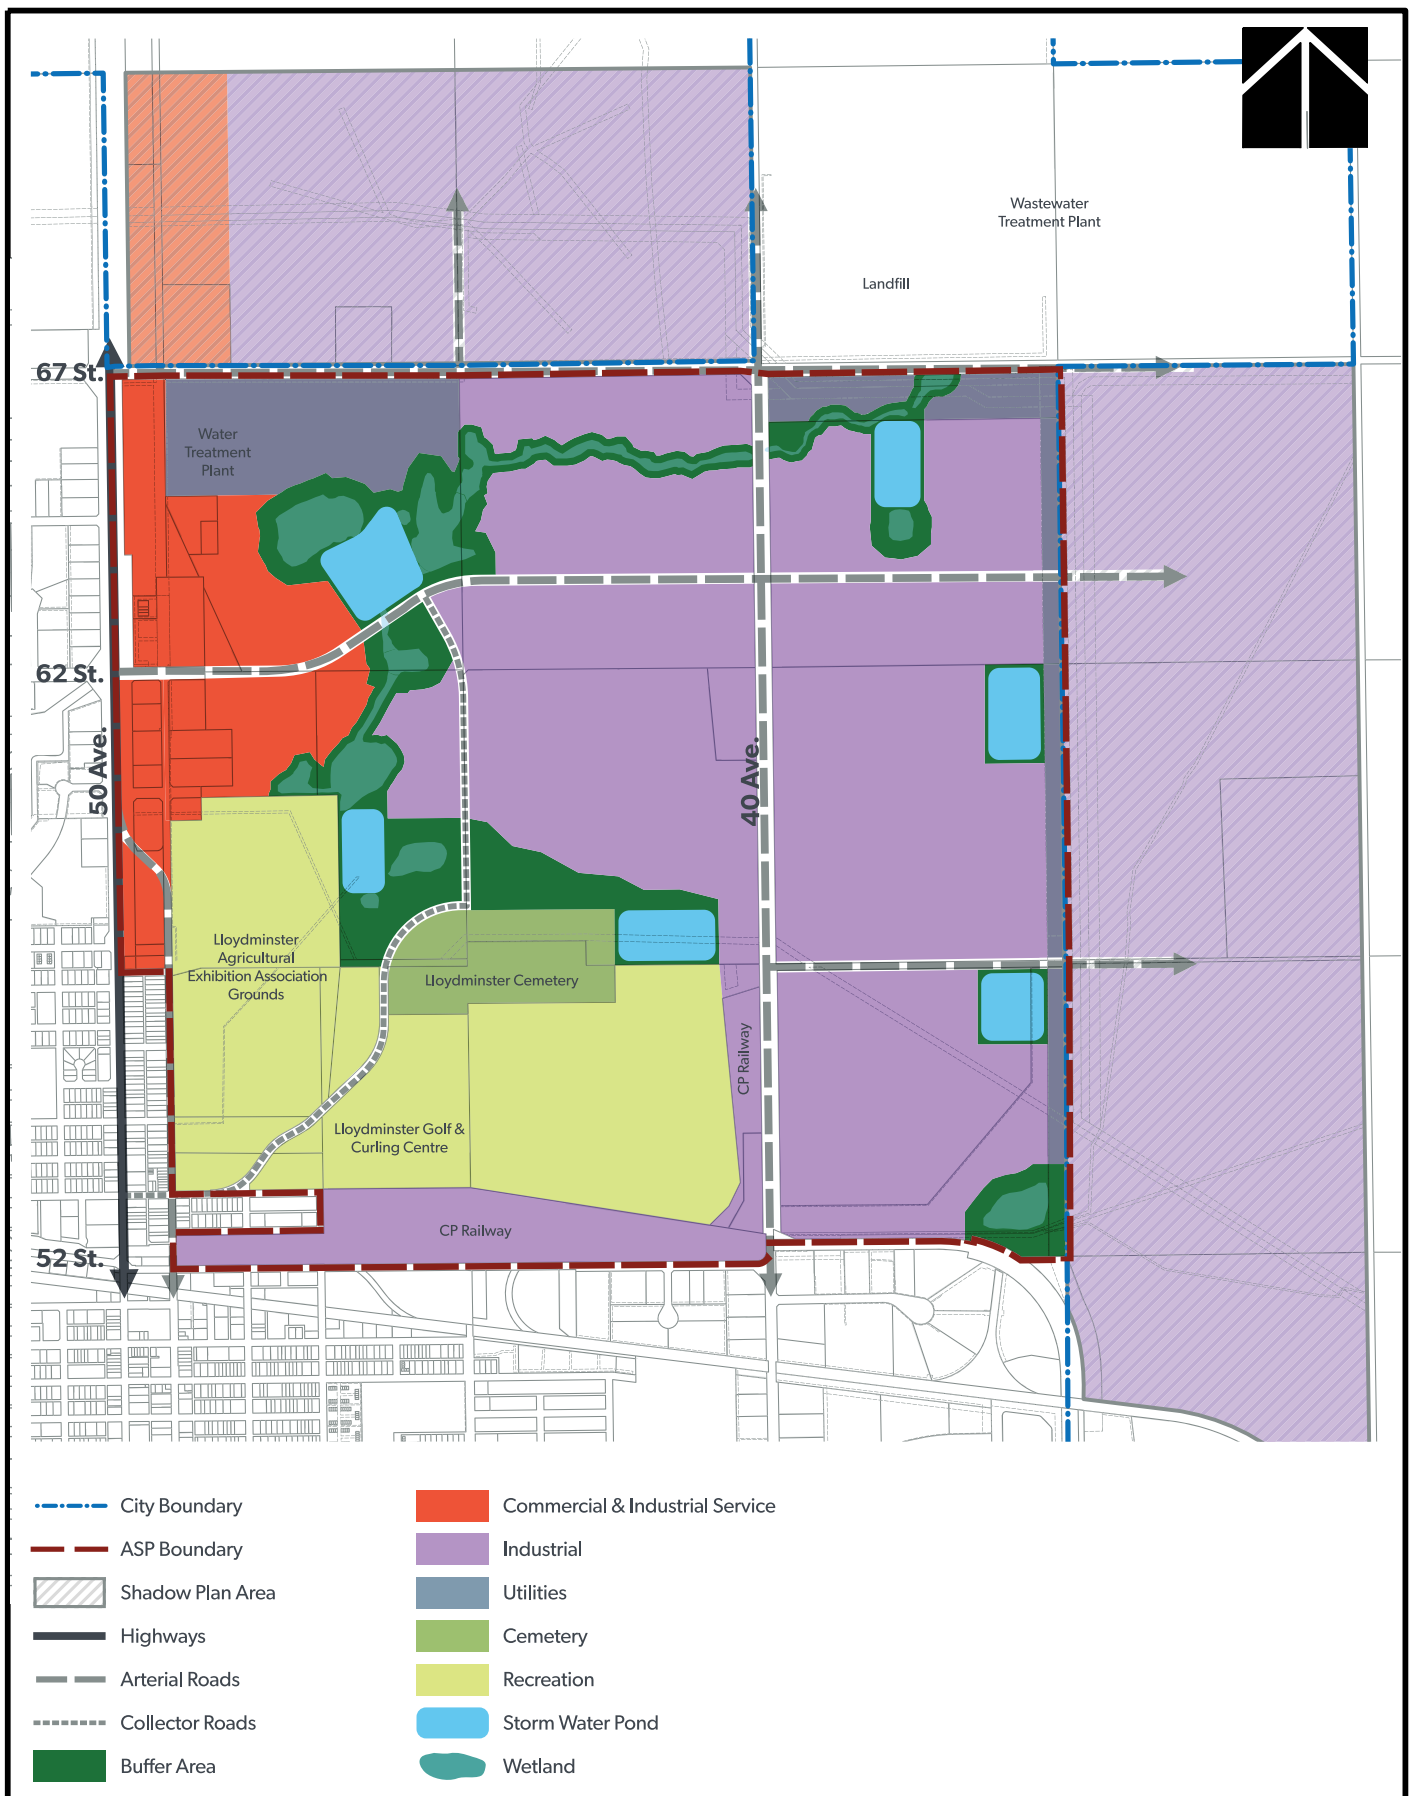 Wastewater
Treatment Plant
Landfill
67 St.
Water
Treatment
Plant
62 St.
50 Ave.
40 Ave.
Lloydminster
Agricultural
Exhibition Association
Grounds
Lloydminster Cemetery
CP Railway
Lloydminster Golf &
Curling Centre
CP Railway
52 St.
City Boundary
ASP Boundary
Shadow Plan Area
Highways
Arterial Roads
Collector Roads
Buffer Area
Commercial & Industrial Service
Industrial
Utilities
Cemetery
Recreation
Storm Water Pond
Wetland